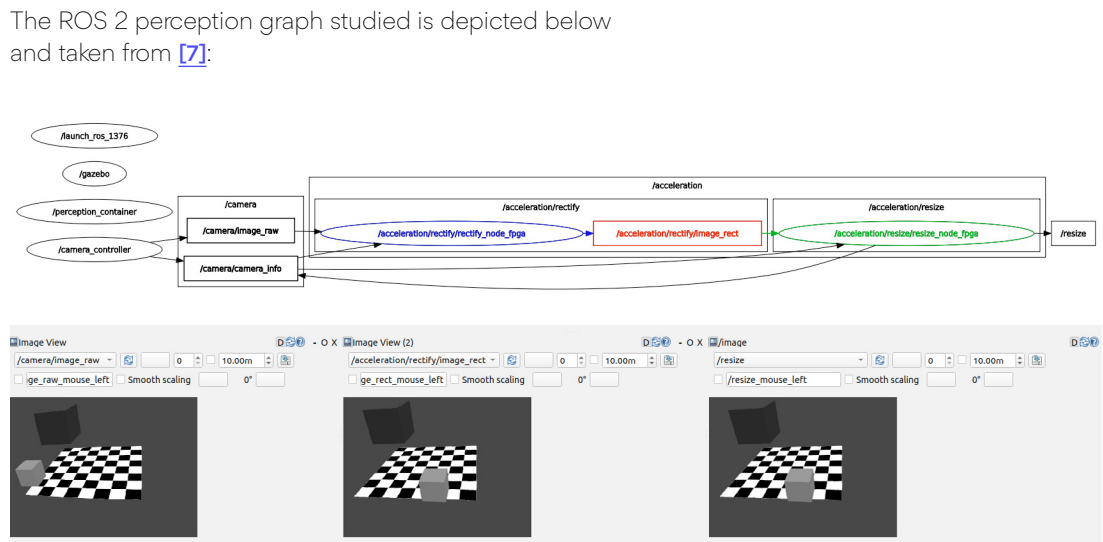 The ROS 2 perception graph studied is depicted below
and taken from [7]:
/launch_ros_1376
/gazebo
/perception_container
/camera_controller
/camera
/camera/image_raw
/camera/camera_info
/acceleration
/acceleration/rectify
/acceleration/rectify/rectify_node_fpga
/acceleration/rectify/image_rect
/acceleration/resize
/acceleration/resize/resize_node_fpga
/resize
Image View D - O X
/camera/image_raw 0 10.00m
ge_raw_mouse_left Smooth scaling 0°
Image View (2) D - O X
/acceleration/rectify/image_rect 0 10.00m
ge_rect_mouse_left Smooth scaling 0°
/image D
/resize 0 10.00m
/resize_mouse_left Smooth scaling 0°